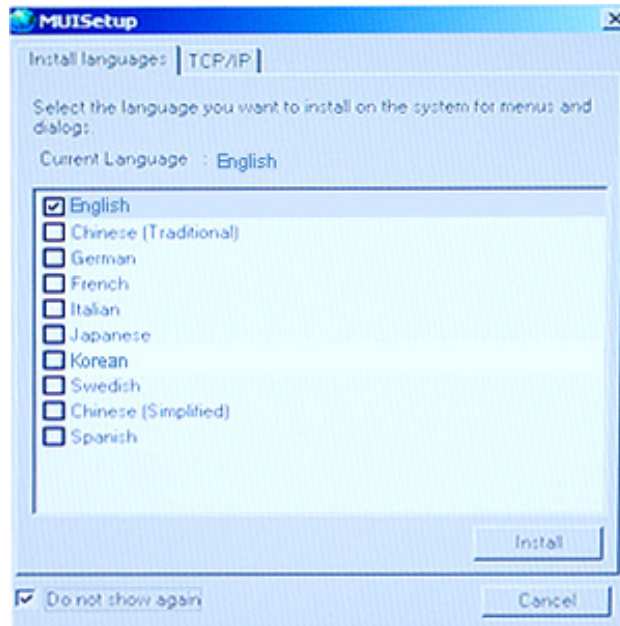 MUISetup
Install languages
TCP/IP
Select the language you want to install on the system for menus and
dialogs.
Current Language : English
English
Chinese (Traditional)
German
French
Italian
Japanese
Korean
Swedish
Chinese (Simplified)
Spanish
Install
Do not show again
Cancel